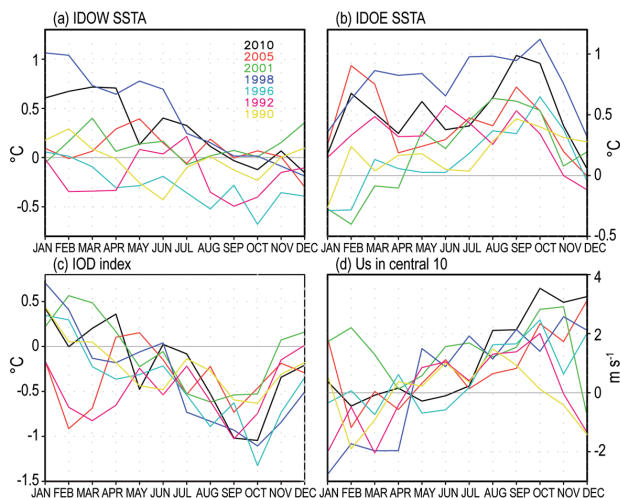 (a) IDOW SSTA
(b) IDOE SSTA
1
0.5
0
-0.5
°C
2010
2005
2001
1998
1996
1992
1990
1
0.5
0
-0.5
°C
JAN FEB MAR APR MAY JUN JUL AUG SEP OCT NOV DEC
JAN FEB MAR APR MAY JUN JUL AUG SEP OCT NOV DEC
(c) IOD index
(d) Us in central 10
0.5
0
-0.5
-1
-1.5
°C
4
2
0
-2
m s-1
JAN FEB MAR APR MAY JUN JUL AUG SEP OCT NOV DEC
JAN FEB MAR APR MAY JUN JUL AUG SEP OCT NOV DEC